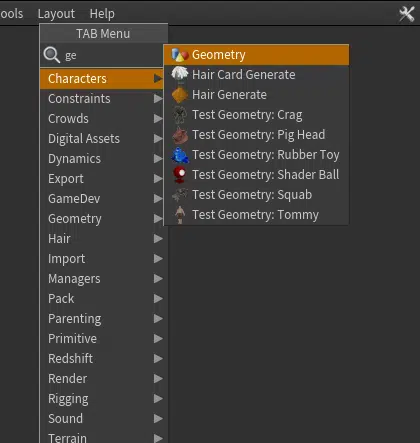 ools Layout Help
TAB Menu
ge
Characters
Constraints
Crowds
Digital Assets
Dynamics
Export
GameDev
Geometry
Hair
Import
Managers
Pack
Parenting
Primitive
Redshift
Render
Rigging
Sound
Terrain
Geometry
Hair Card Generate
Hair Generate
Test Geometry: Crag
Test Geometry: Pig Head
Test Geometry: Rubber Toy
Test Geometry: Shader Ball
Test Geometry: Squab
Test Geometry: Tommy